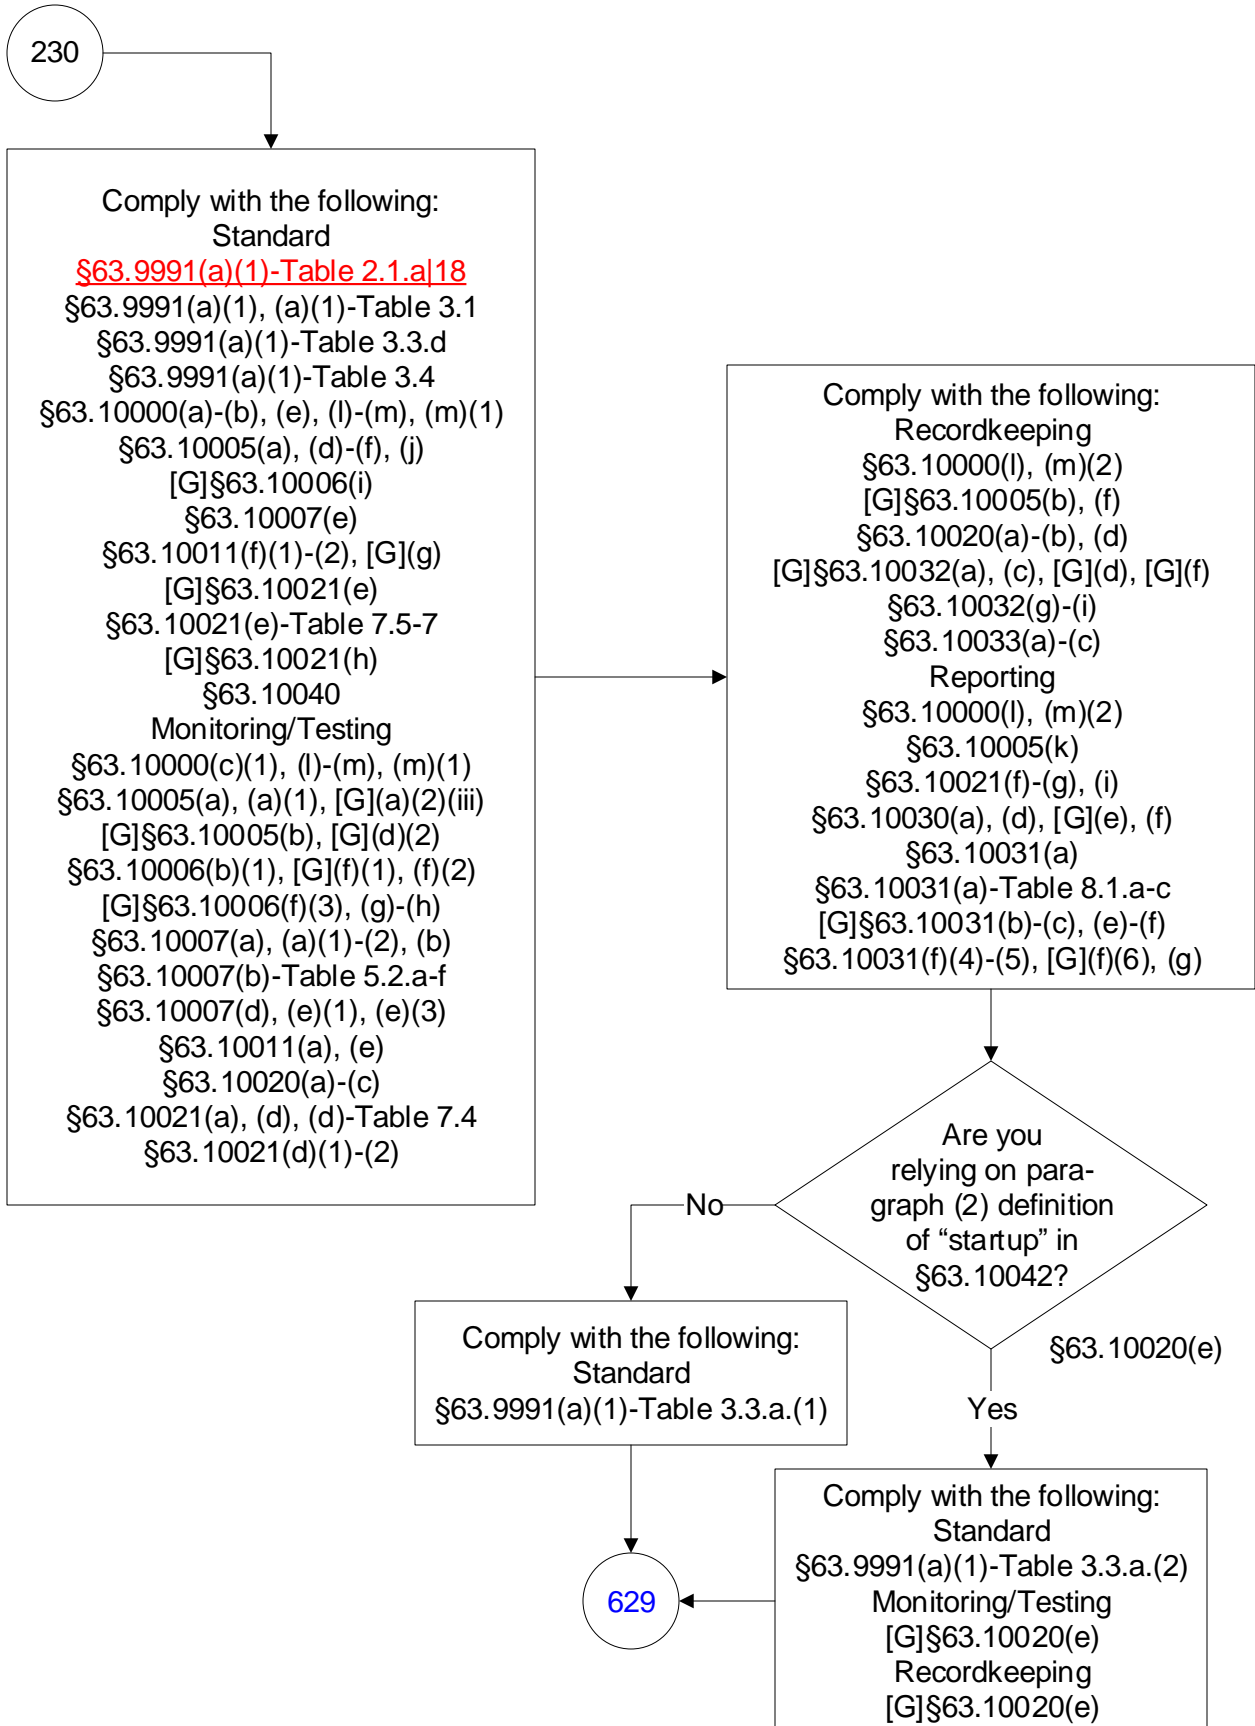 230
Comply with the following:
Standard
§63.9991(a)(1)-Table 2.1.a|18
§63.9991(a)(1), (a)(1)-Table 3.1
§63.9991(a)(1)-Table 3.3.d
§63.9991(a)(1)-Table 3.4
§63.10000(a)-(b), (e), (l)-(m), (m)(1)
§63.10005(a), (d)-(f), (j)
[G]§63.10006(i)
§63.10007(e)
§63.10011(f)(1)-(2), [G](g)
[G]§63.10021(e)
§63.10021(e)-Table 7.5-7
[G]§63.10021(h)
§63.10040
Monitoring/Testing
§63.10000(c)(1), (l)-(m), (m)(1)
§63.10005(a), (a)(1), [G](a)(2)(iii)
[G]§63.10005(b), [G](d)(2)
§63.10006(b)(1), [G](f)(1), (f)(2)
[G]§63.10006(f)(3), (g)-(h)
§63.10007(a), (a)(1)-(2), (b)
§63.10007(b)-Table 5.2.a-f
§63.10007(d), (e)(1), (e)(3)
§63.10011(a), (e)
§63.10020(a)-(c)
§63.10021(a), (d), (d)-Table 7.4
§63.10021(d)(1)-(2)
Comply with the following:
Recordkeeping
§63.10000(l), (m)(2)
[G]§63.10005(b), (f)
§63.10020(a)-(b), (d)
[G]§63.10032(a), (c), [G](d), [G](f)
§63.10032(g)-(i)
§63.10033(a)-(c)
Reporting
§63.10000(l), (m)(2)
§63.10005(k)
§63.10021(f)-(g), (i)
§63.10030(a), (d), [G](e), (f)
§63.10031(a)
§63.10031(a)-Table 8.1.a-c
[G]§63.10031(b)-(c), (e)-(f)
§63.10031(f)(4)-(5), [G](f)(6), (g)
Are you
relying on para-
graph (2) definition
of “startup” in
§63.10042?
§63.10020(e)
No
Comply with the following:
Standard
§63.9991(a)(1)-Table 3.3.a.(1)
Yes
Comply with the following:
Standard
§63.9991(a)(1)-Table 3.3.a.(2)
Monitoring/Testing
[G]§63.10020(e)
Recordkeeping
[G]§63.10020(e)
629